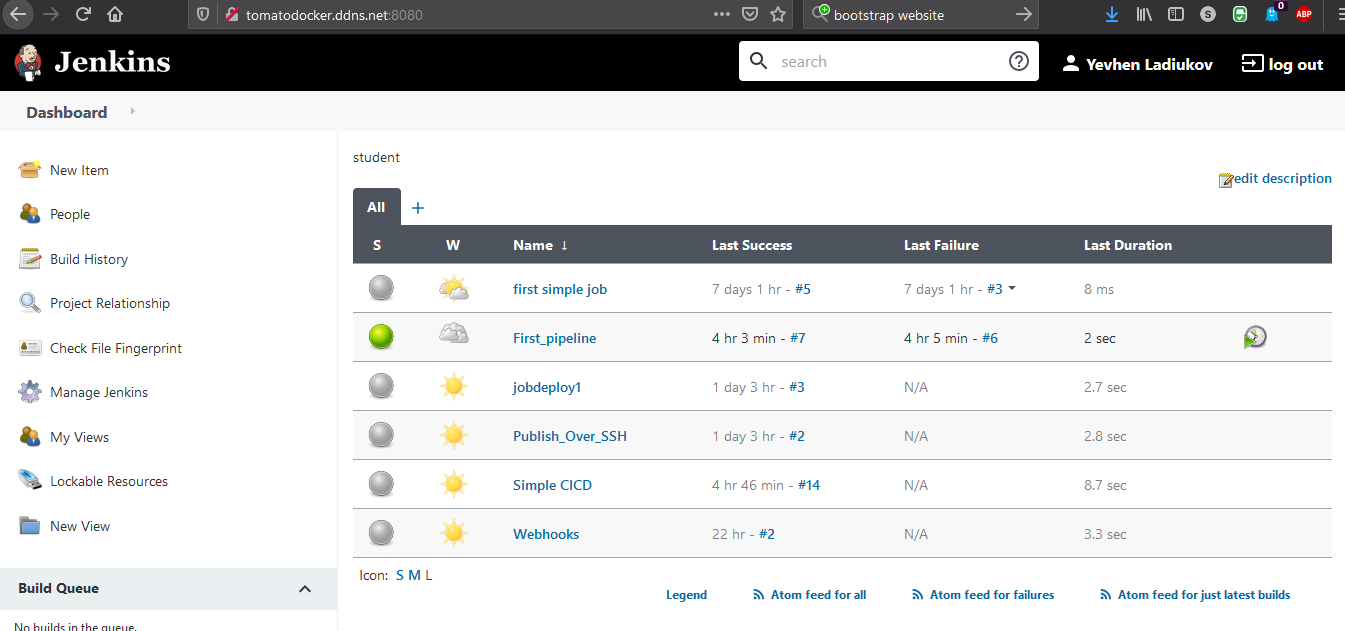 tomatodocker.ddns.net:8080
bootstrap website
S
0
ABP
Jenkins
search
Yevhen Ladiukov
log out
Dashboard
New Item
People
Build History
Project Relationship
Check File Fingerprint
Manage Jenkins
My Views
Lockable Resources
New View
Build Queue
No builds in the queue.
student
edit description
All +
S W Name ↓ Last Success Last Failure Last Duration
first simple job 7 days 1 hr - #5 7 days 1 hr - #3 8 ms
First_pipeline 4 hr 3 min - #7 4 hr 5 min - #6 2 sec
jobdeploy1 1 day 3 hr - #3 N/A 2.7 sec
Publish_Over_SSH 1 day 3 hr - #2 N/A 2.8 sec
Simple CICD 4 hr 46 min - #14 N/A 8.7 sec
Webhooks 22 hr - #2 N/A 3.3 sec
Icon: S M L
Legend Atom feed for all Atom feed for failures Atom feed for just latest builds